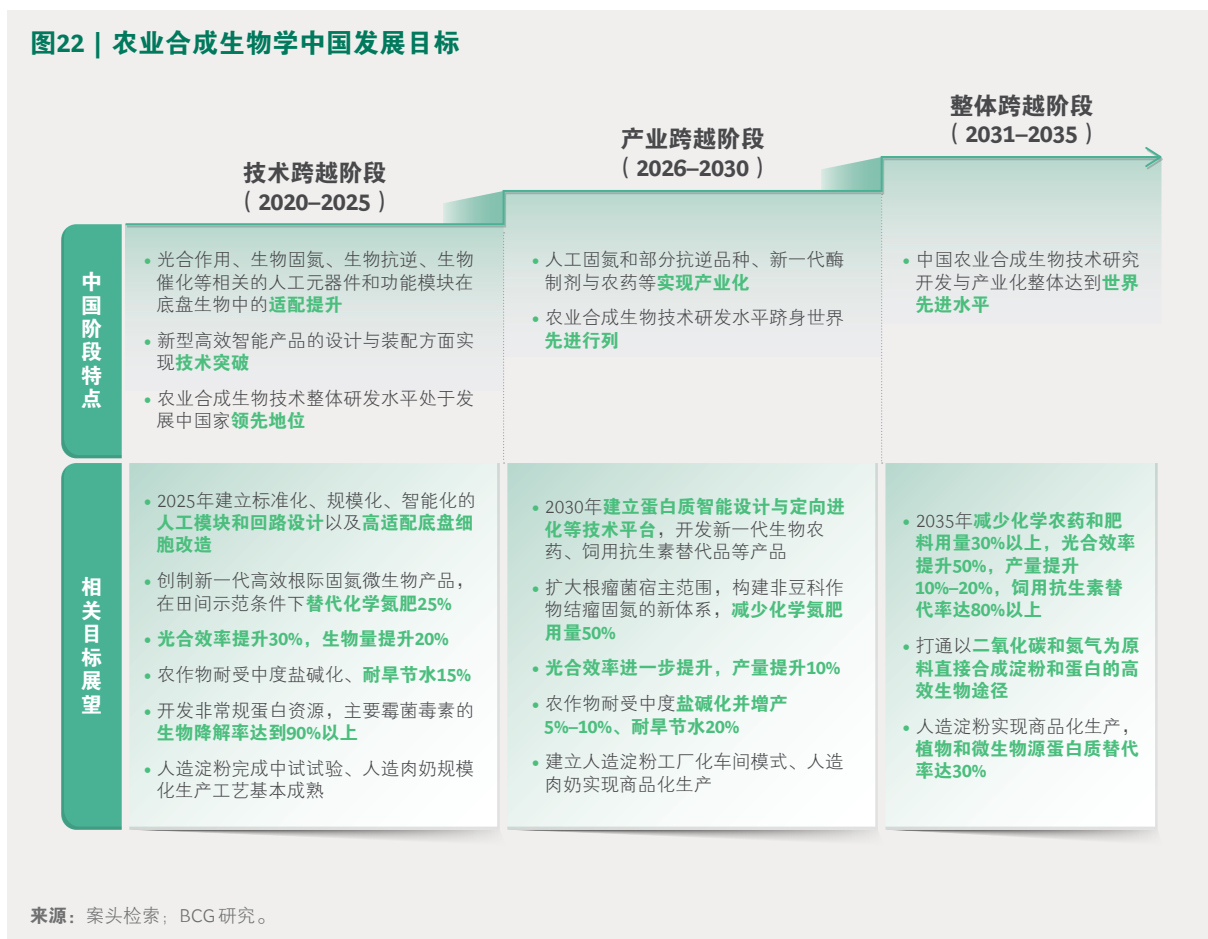 图22 | 农业合成生物学中国发展目标
技术跨越阶段
（2020–2025）
产业跨越阶段
（2026–2030）
整体跨越阶段
（2031–2035）
中国阶段特点
• 光合作用、生物固氮、生物抗逆、生物
催化等相关的人工元器件和功能模块在
底盘生物中的适配提升
• 新型高效智能产品的设计与装配方面实
现技术突破
• 农业合成生物技术整体研发水平处于发
展中国家领先地位
• 人工固氮和部分抗逆品种、新一代酶
制剂与农药等实现产业化
• 农业合成生物技术研发水平跻身世界
先进行列
• 中国农业合成生物技术研究
开发与产业化整体达到世界
先进水平
相关目标展望
• 2025年建立标准化、规模化、智能化的
人工模块和回路设计以及高适配底盘细
胞改造
• 创制新一代高效根际固氮微生物产品，
在田间示范条件下替代化学氮肥25%
• 光合效率提升30%，生物量提升20%
• 农作物耐受中度盐碱化、耐旱节水15%
• 开发非常规蛋白资源，主要霉菌毒素的
生物降解率达到90%以上
• 人造淀粉完成中试试验、人造肉奶规模
化生产工艺基本成熟
• 2030年建立蛋白质智能设计与定向进
化等技术平台，开发新一代生物农
药、饲用抗生素替代品等产品
• 扩大根瘤菌宿主范围，构建非豆科作
物结瘤固氮的新体系，减少化学氮肥
用量50%
• 光合效率进一步提升，产量提升10%
• 农作物耐受中度盐碱化并增产
5%–10%、耐旱节水20%
• 建立人造淀粉工厂化车间模式、人造
肉奶实现商品化生产
• 2035年减少化学农药和肥
料用量30%以上，光合效率
提升50%，产量提升
10%–20%，饲用抗生素替
代率达80%以上
• 打通以二氧化碳和氮气为原
料直接合成淀粉和蛋白的高
效生物途径
• 人造淀粉实现商品化生产，
植物和微生物源蛋白质替代
率达30%
来源：案头检索；BCG研究。